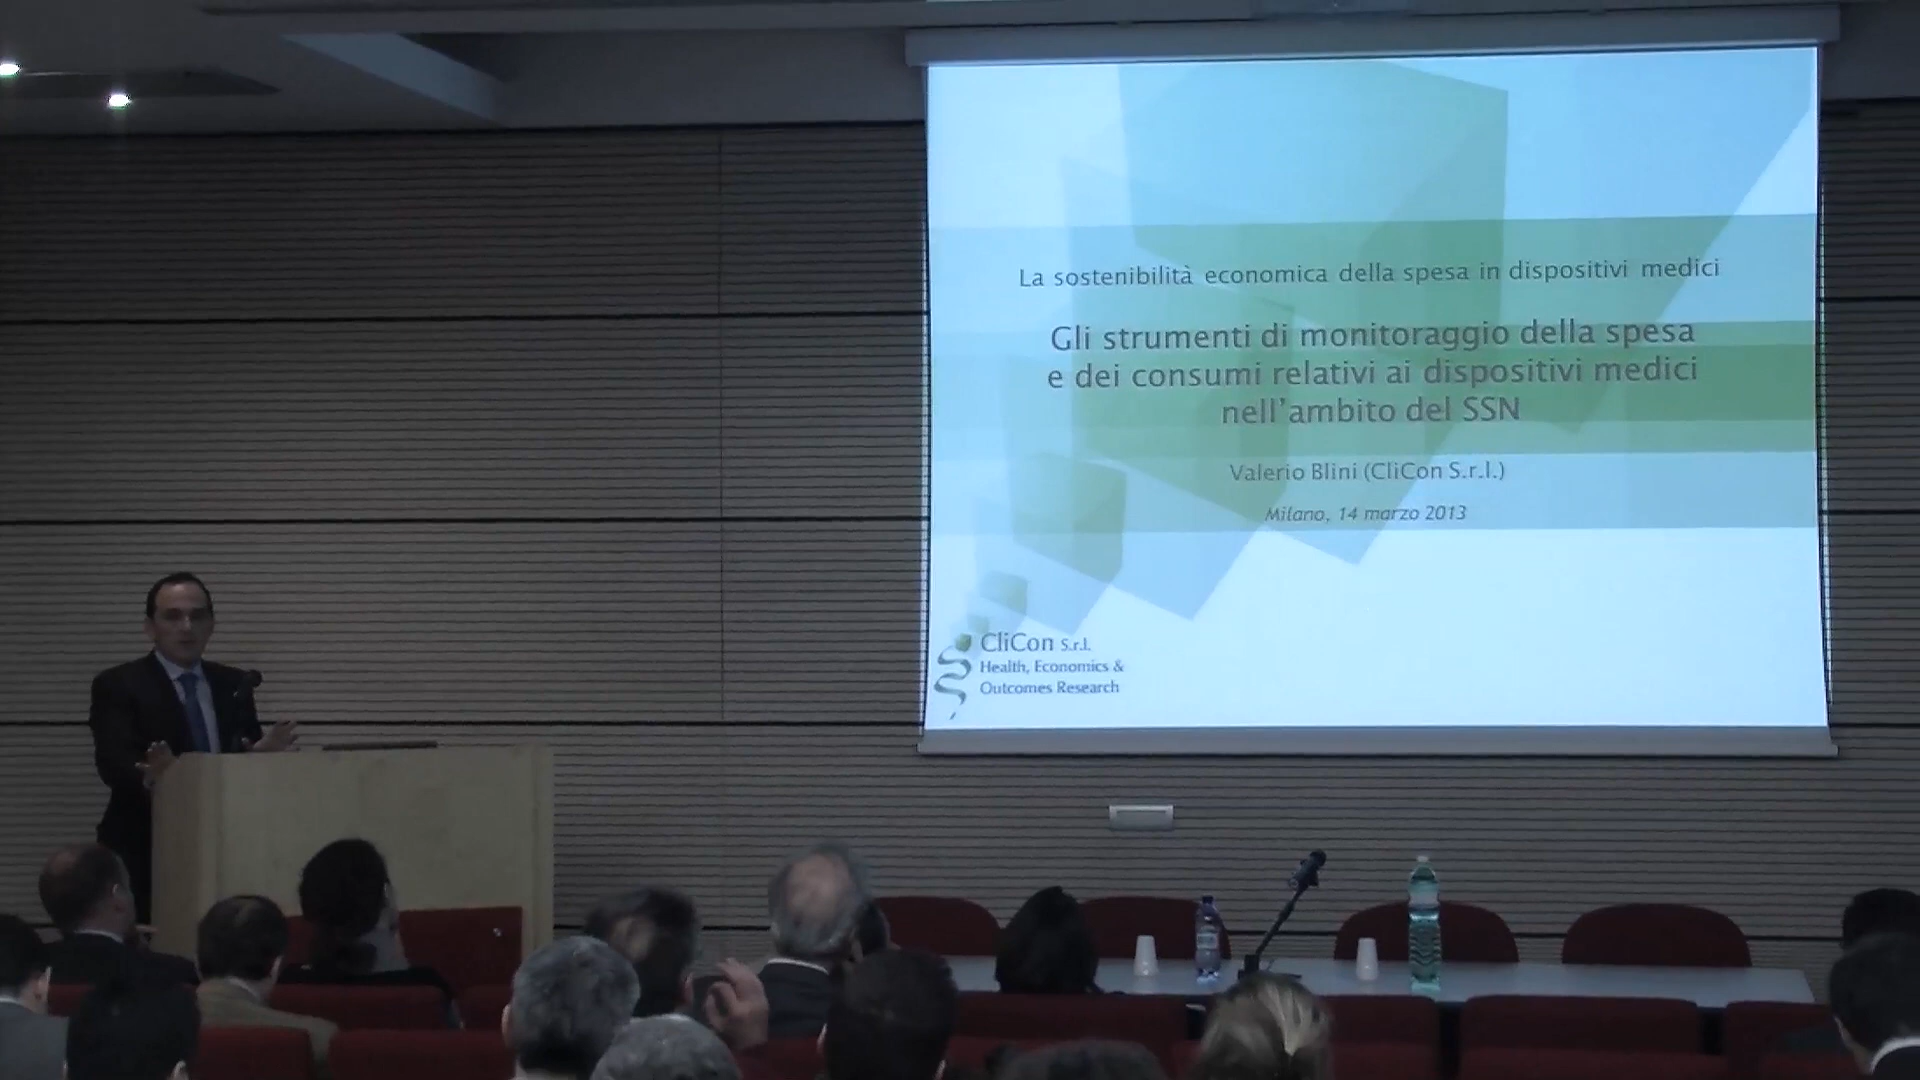 La sostenibilità economica della spesa in dispositivi medici
Gli strumenti di monitoraggio della spesa
e dei consumi relativi ai dispositivi medici
nell'ambito del SSN
Valerio Blini (CliCon S.r.l.)
Milano, 14 marzo 2013
CliCon S.r.l.
Health, Economics &
Outcomes Research